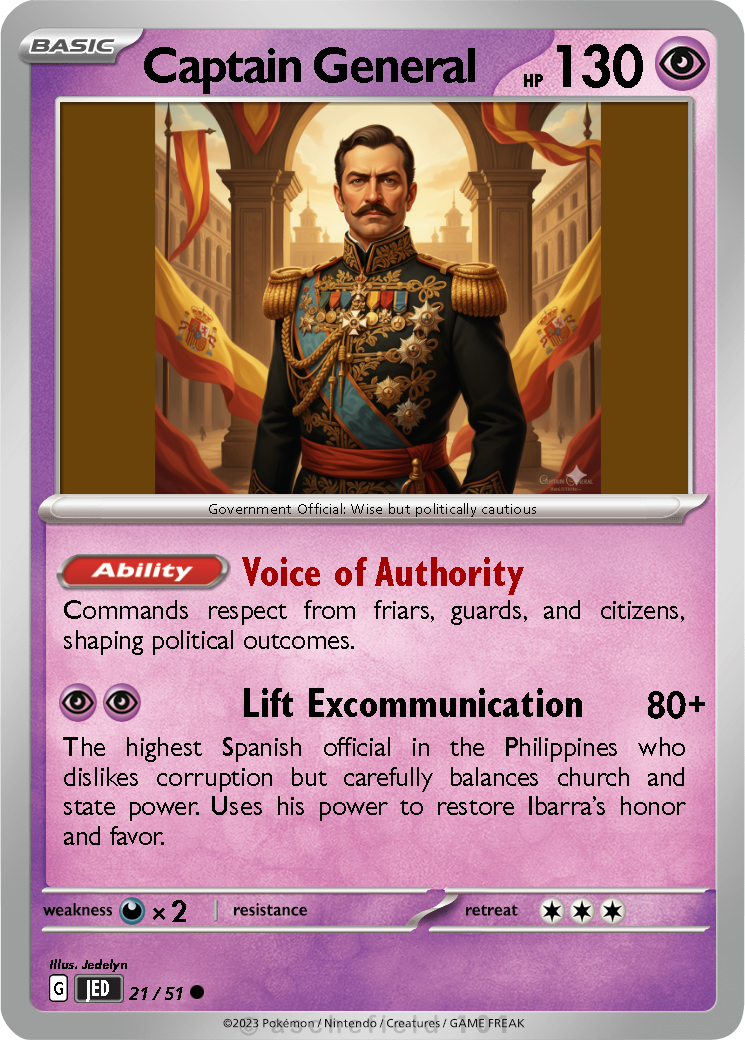 BASIC
Captain General
HP 130
Government Official: Wise but politically cautious
Ability Voice of Authority
Commands respect from friars, guards, and citizens,
shaping political outcomes.
Lift Excommunication 80+
The highest Spanish official in the Philippines who
dislikes corruption but carefully balances church and
state power. Uses his power to restore Ibarra's honor
and favor.
weakness × 2 resistance retreat
Illus. Jedelyn
G JED 21 / 51
©2023 Pokémon / Nintendo / Creatures / GAME FREAK